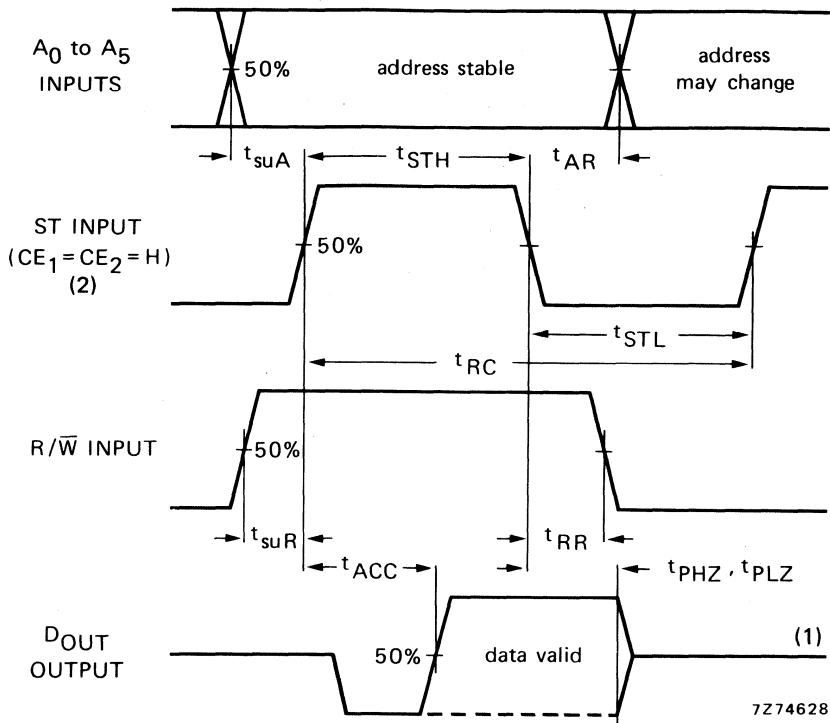 A0 to A5
INPUTS
50%
address stable
address
may change
tsuA
tSTH
tAR
ST INPUT
(CE1=CE2=H)
(2)
50%
tSTL
tRC
R/W̅ INPUT
50%
tsuR
tRR
tACC
tPHZ, tPLZ
DOUT
OUTPUT
50%
data valid
(1)
7Z74628